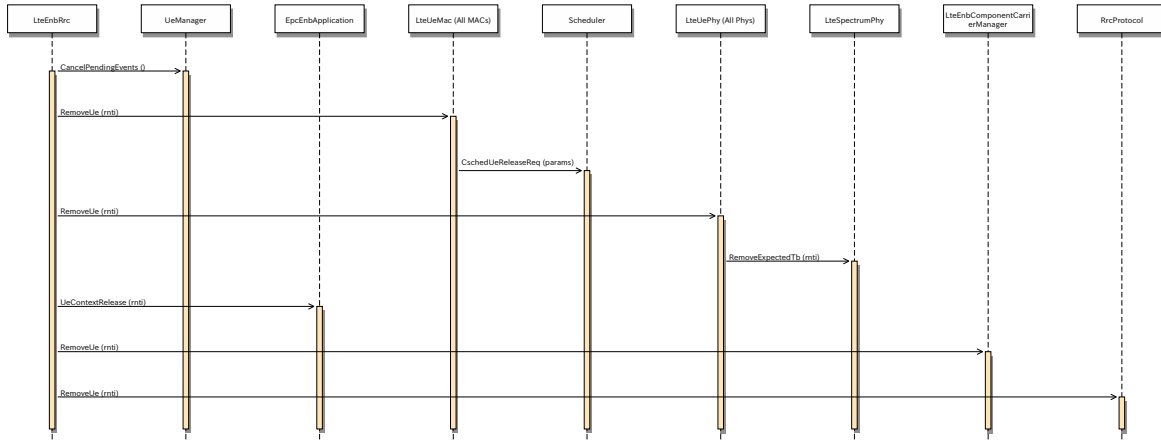 LteEnbRrc
UeManager
EpcEnbApplication
LteUeMac (All MACs)
Scheduler
LteUePhy (All Phys)
LteSpectrumPhy
LteEnbComponentCarri
erManager
RrcProtocol
CancelPendingEvents ()
RemoveUe (rnti)
CschedUeReleaseReq (params)
RemoveUe (rnti)
RemoveExpectedTb (rnti)
UeContextRelease (rnti)
RemoveUe (rnti)
RemoveUe (rnti)